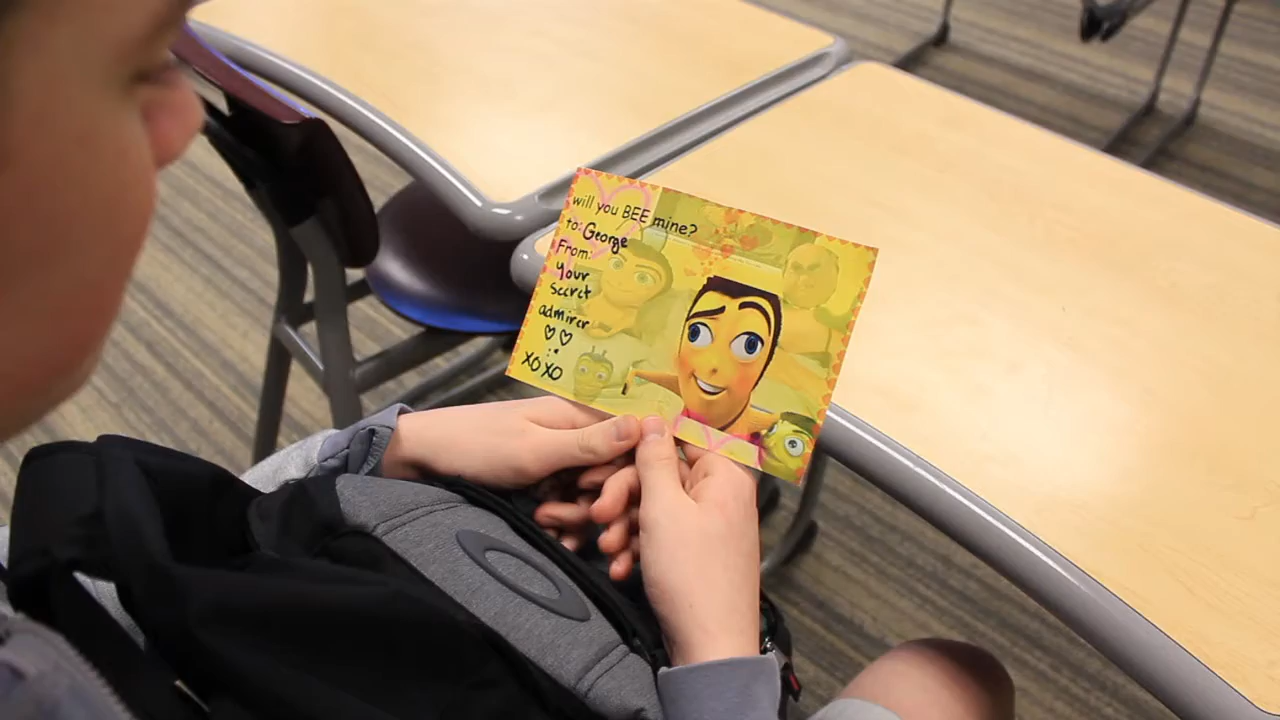 will you BEE mine?
to: George
From:
your
secret
admirer
♡♡
:•
XOXO